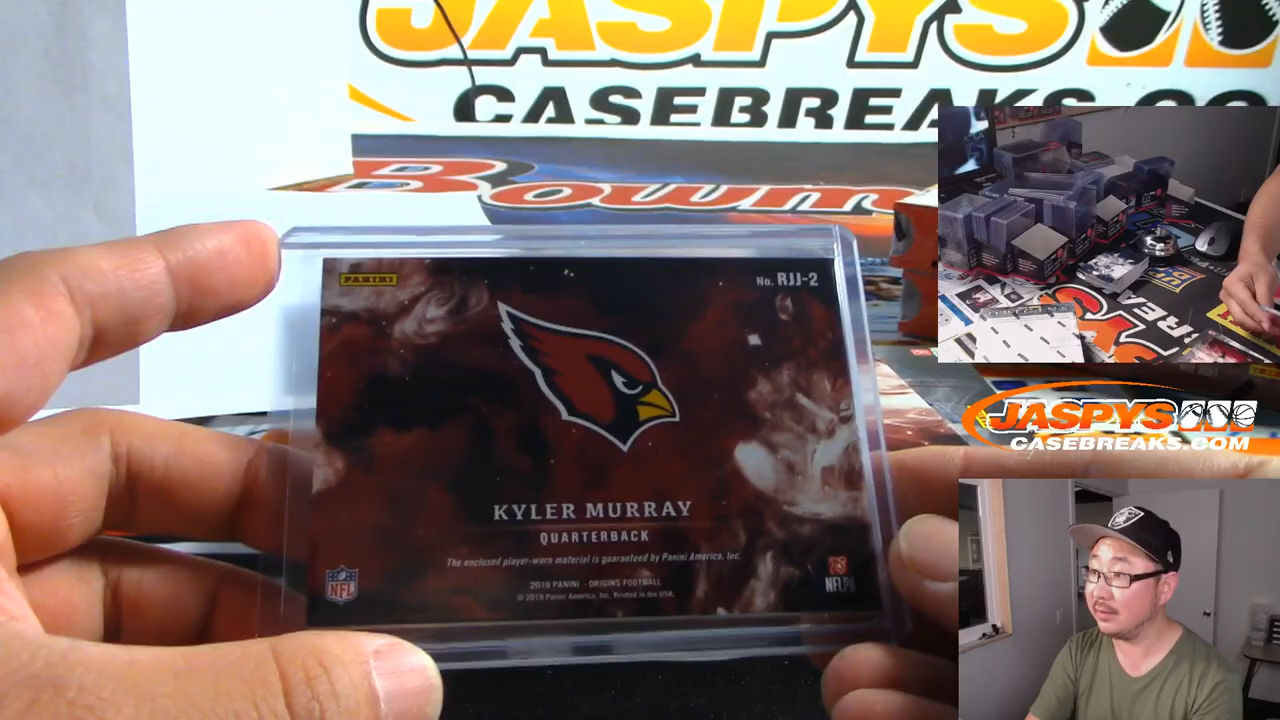 JASPYS
CASEBREAKS.CO
Bowm
PANINI
No. RJJ-2
KYLER MURRAY
QUARTERBACK
The enclosed player-worn material is guaranteed by Panini America, Inc.
2019 PANINI - ORIGINS FOOTBALL
© 2019 Panini America, Inc. Printed in the USA.
NFL
NFLPA
JASPYS
CASEBREAKS.COM